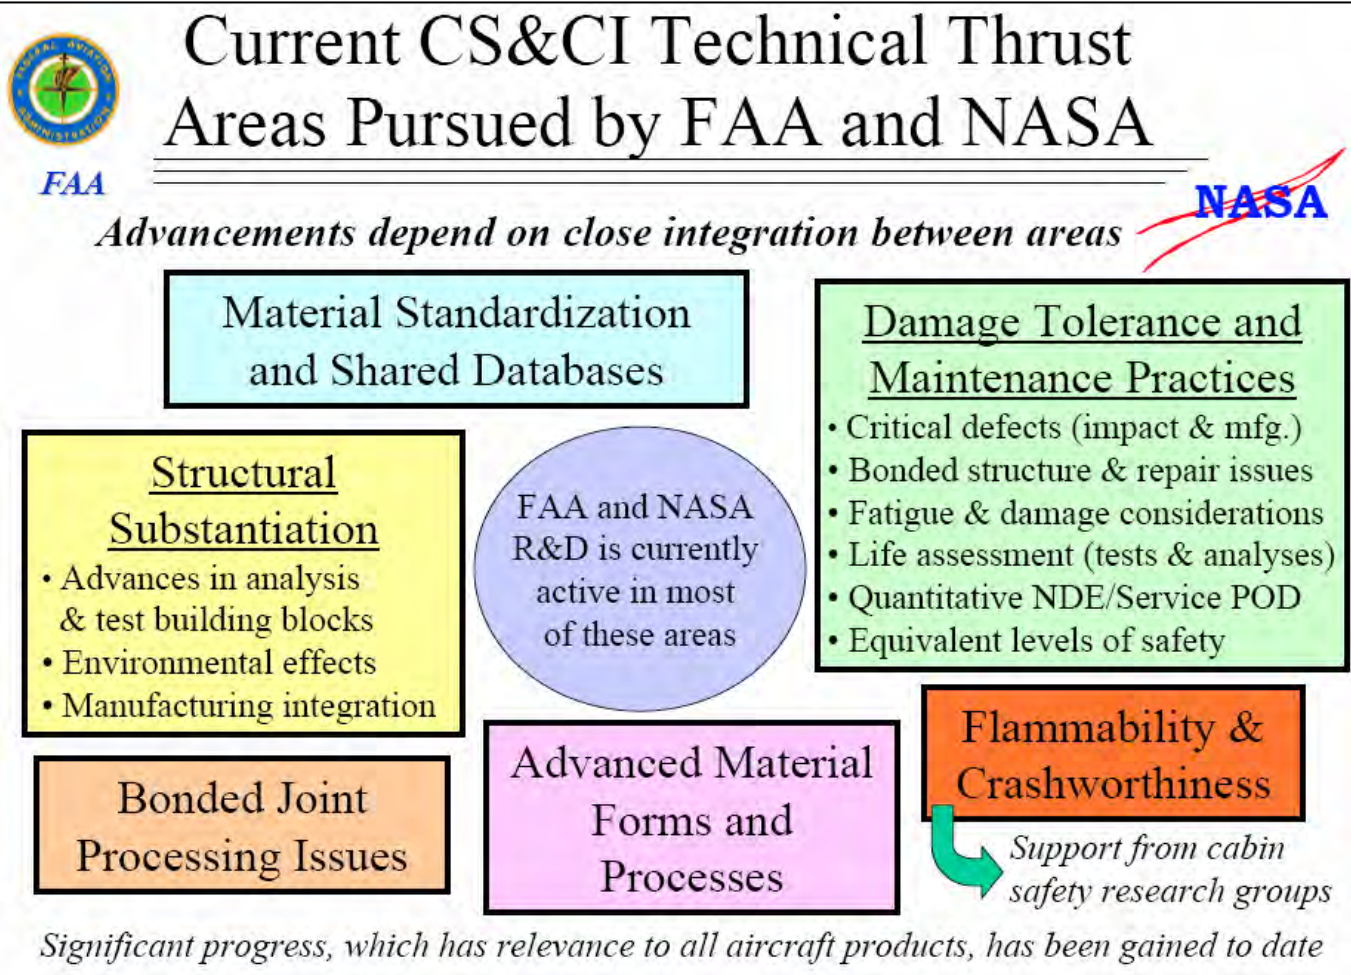 Current CS&CI Technical Thrust
Areas Pursued by FAA and NASA
FEDERAL AVIATION
ADMINISTRATION
FAA
NASA
Advancements depend on close integration between areas
Material Standardization
and Shared Databases
Damage Tolerance and
Maintenance Practices
• Critical defects (impact & mfg.)
• Bonded structure & repair issues
• Fatigue & damage considerations
• Life assessment (tests & analyses)
• Quantitative NDE/Service POD
• Equivalent levels of safety
Structural
Substantiation
• Advances in analysis
& test building blocks
• Environmental effects
• Manufacturing integration
FAA and NASA
R&D is currently
active in most
of these areas
Bonded Joint
Processing Issues
Advanced Material
Forms and
Processes
Flammability &
Crashworthiness
Support from cabin
safety research groups
Significant progress, which has relevance to all aircraft products, has been gained to date